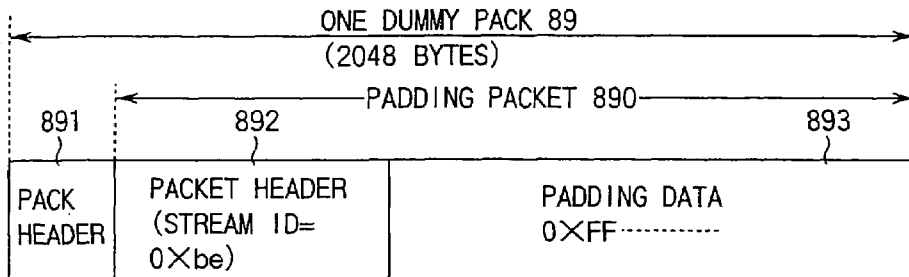 ONE DUMMY PACK 89
(2048 BYTES)
PADDING PACKET 890
891
892
893
PACK
HEADER
PACKET HEADER
(STREAM ID=
0×be)
PADDING DATA
0×FF---------